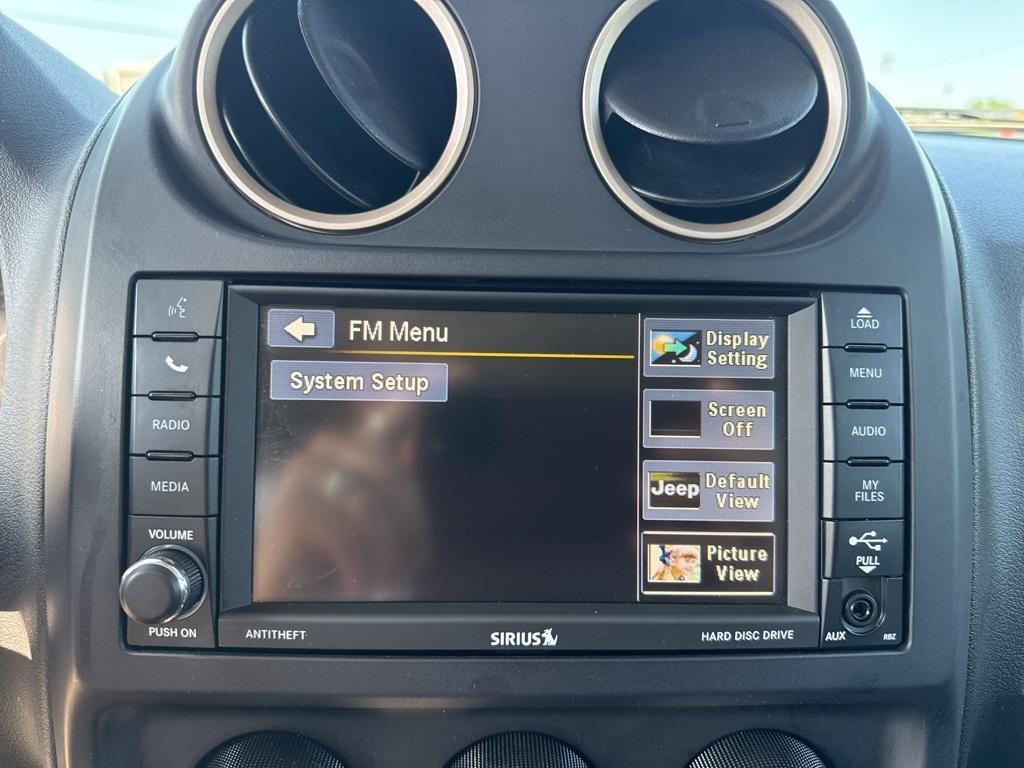 FM Menu
System Setup
Display
Setting
Screen
Off
Jeep
Default
View
Picture
View
RADIO
MEDIA
VOLUME
PUSH ON
LOAD
MENU
AUDIO
MY
FILES
PULL
AUX
RBZ
ANTITHEFT
SIRIUS
HARD DISC DRIVE